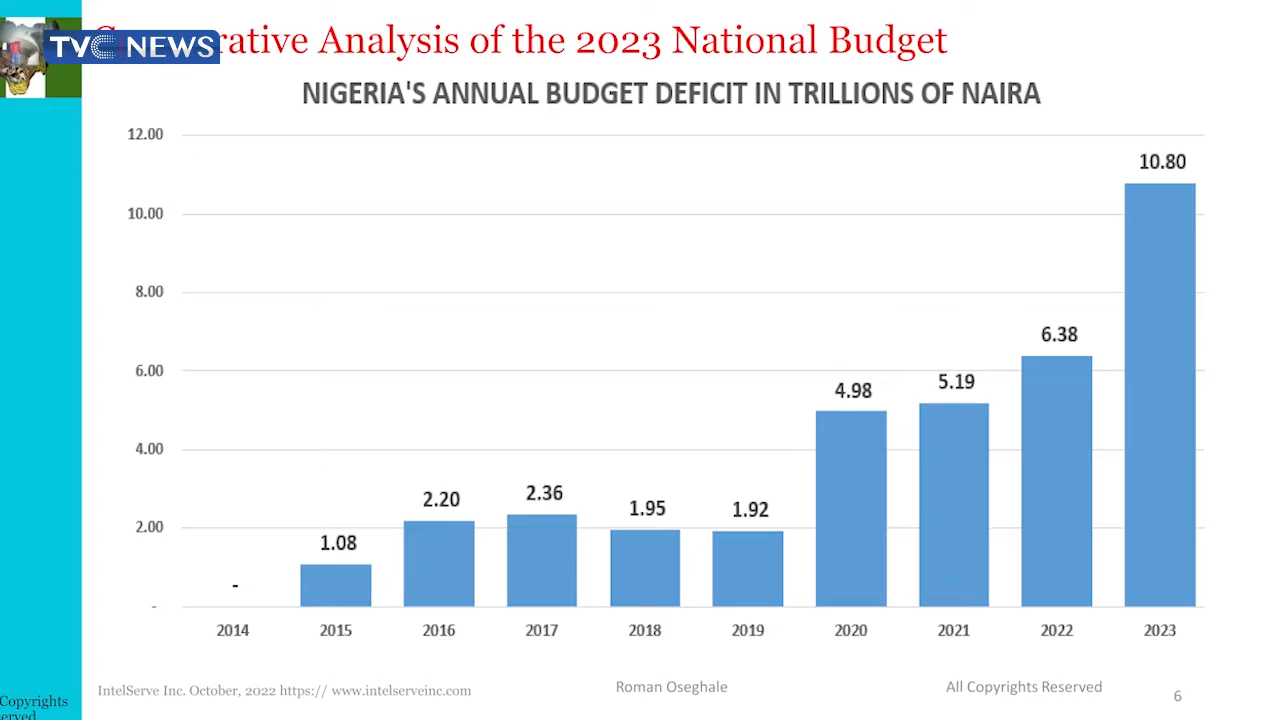 TVC NEWS
Analysis of the 2023 National Budget
NIGERIA'S ANNUAL BUDGET DEFICIT IN TRILLIONS OF NAIRA
12.00
10.00
8.00
6.00
4.00
2.00
-
-
1.08
2.20
2.36
1.95
1.92
4.98
5.19
6.38
10.80
2014 2015 2016 2017 2018 2019 2020 2021 2022 2023
IntelServe Inc. October, 2022 https:// www.intelserveinc.com Roman Oseghale All Copyrights Reserved 6
Copyrights